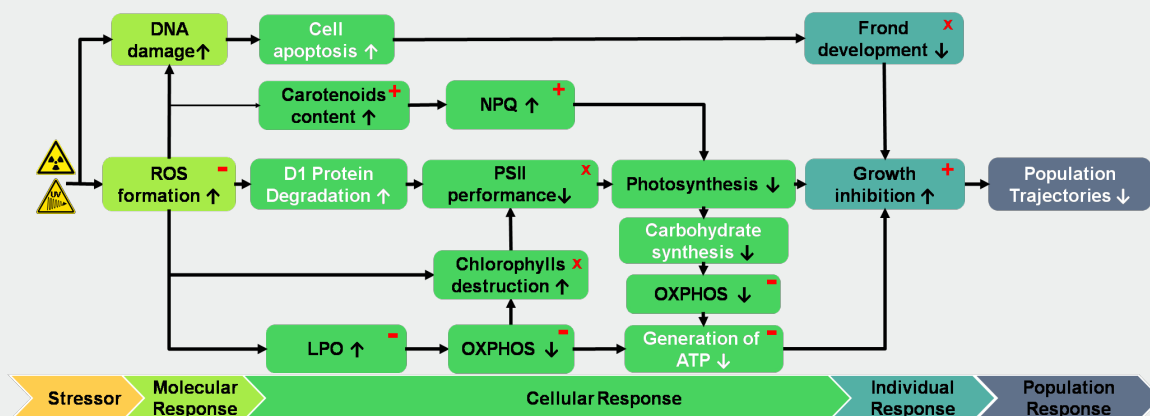 DNA
damage↑
Cell
apoptosis ↑
Frond x
development ↓
Carotenoids +
content ↑
NPQ ↑ +
ROS -
formation ↑
D1 Protein
Degradation ↑
PSII x
performance↓
Photosynthesis ↓
Growth +
inhibition ↑
Population
Trajectories ↓
UV
Carbohydrate
synthesis ↓
Chlorophylls x
destruction ↑
OXPHOS ↓ -
LPO ↑ -
OXPHOS ↓ -
Generation of -
ATP ↓
Stressor
Molecular
Response
Cellular Response
Individual
Response
Population
Response